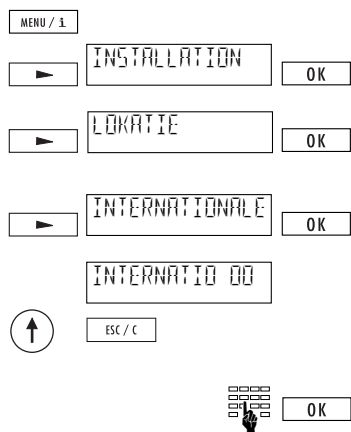 MENU / i
INSTALLATION
OK
LOKATIE
OK
INTERNATIONALE
OK
INTERNATIO 00
ESC / C
OK